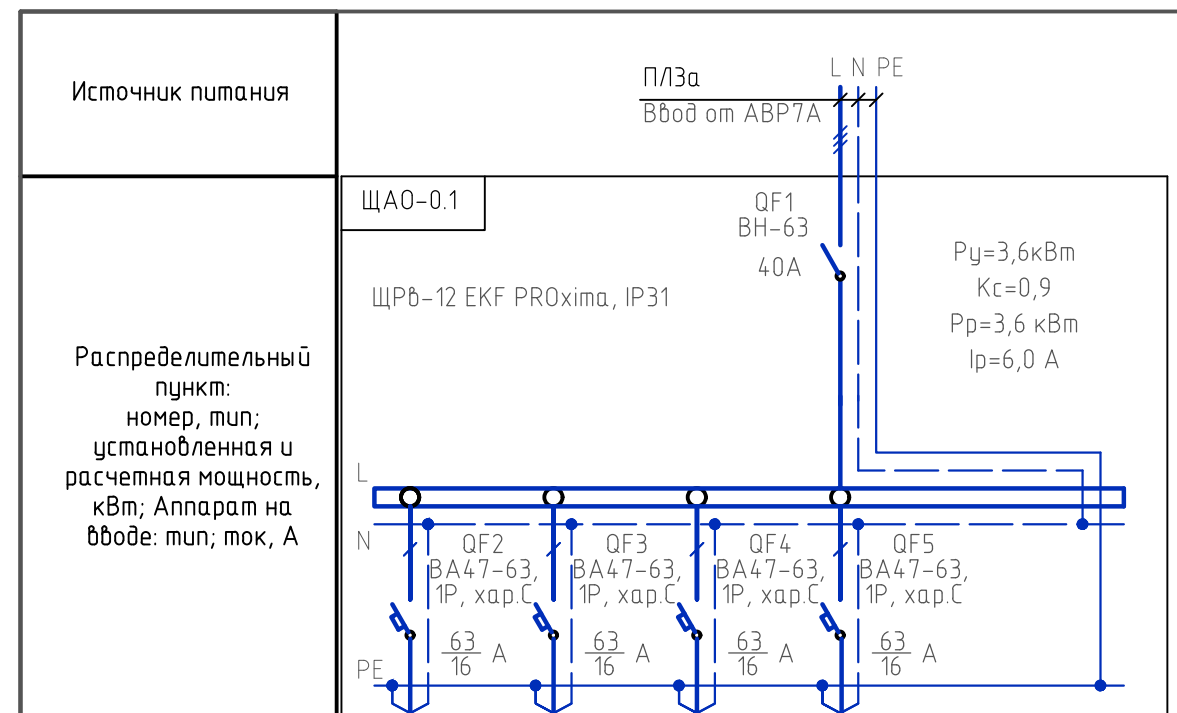 Источник питания
П/13а
L N PE
Ввод от АВР7А
ЩАО-0.1
QF1
ВН-63
40А
ЩРв-12 EKF PROxima, IP31
Ру=3,6кВт
Кс=0,9
Рр=3,6 кВт
Iр=6,0 А
Распределительный
пункт:
номер, тип;
установленная и
расчетная мощность,
кВт; Аппарат на
вводе: тип; ток, А
L
N
QF2
ВА47-63,
1Р, хар.С
63
16
А
QF3
ВА47-63,
1Р, хар.С
63
16
А
QF4
ВА47-63,
1Р, хар.С
63
16
А
QF5
ВА47-63,
1Р, хар.С
63
16
А
PE